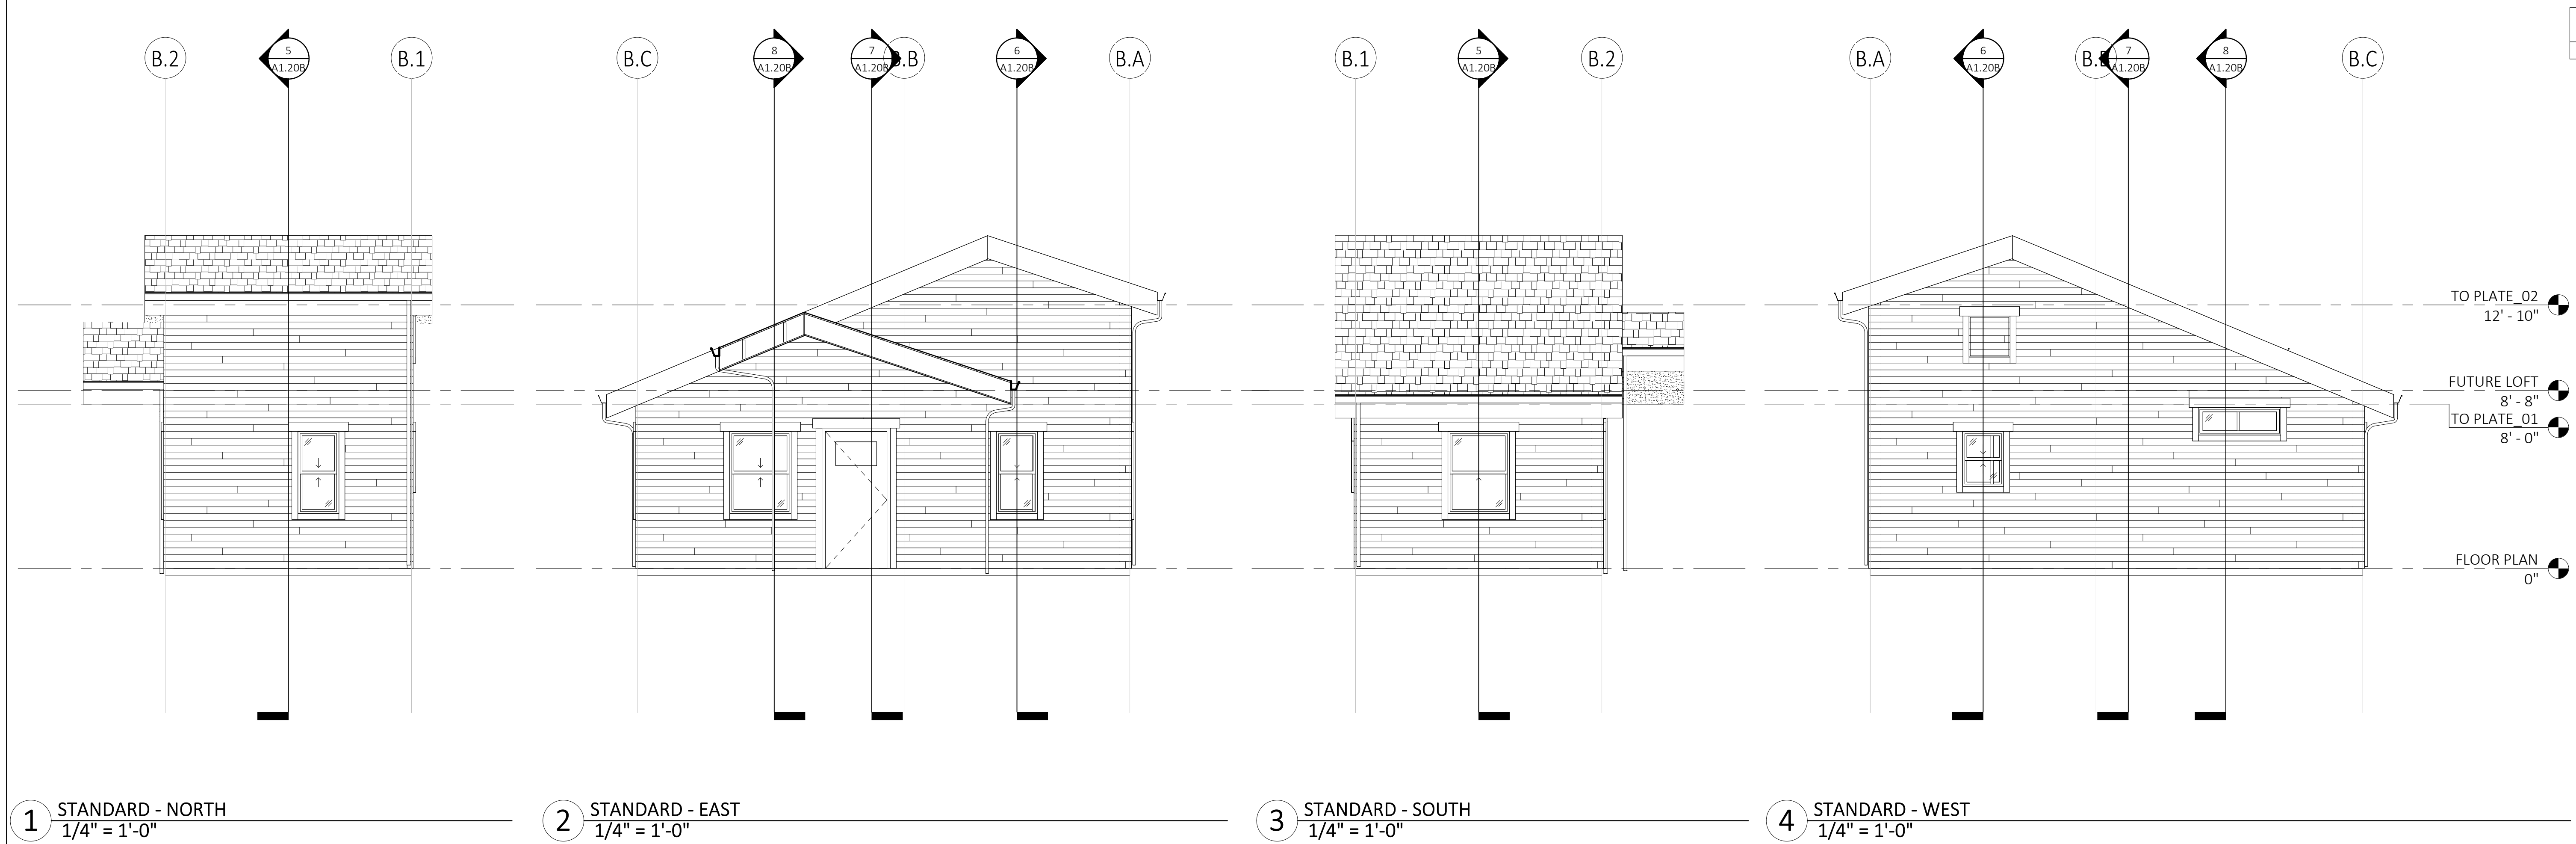 B.2
5
A1.20B
B.1
B.C
8
A1.20B
7
A1.20B
B.B
6
A1.20B
B.A
B.1
5
A1.20B
B.2
B.A
6
A1.20B
7
A1.20B
8
A1.20B
B.C
TO PLATE_02
12' - 10"
FUTURE LOFT
8' - 8"
TO PLATE_01
8' - 0"
FLOOR PLAN
0"
1
STANDARD - NORTH
1/4" = 1'-0"
2
STANDARD - EAST
1/4" = 1'-0"
3
STANDARD - SOUTH
1/4" = 1'-0"
4
STANDARD - WEST
1/4" = 1'-0"